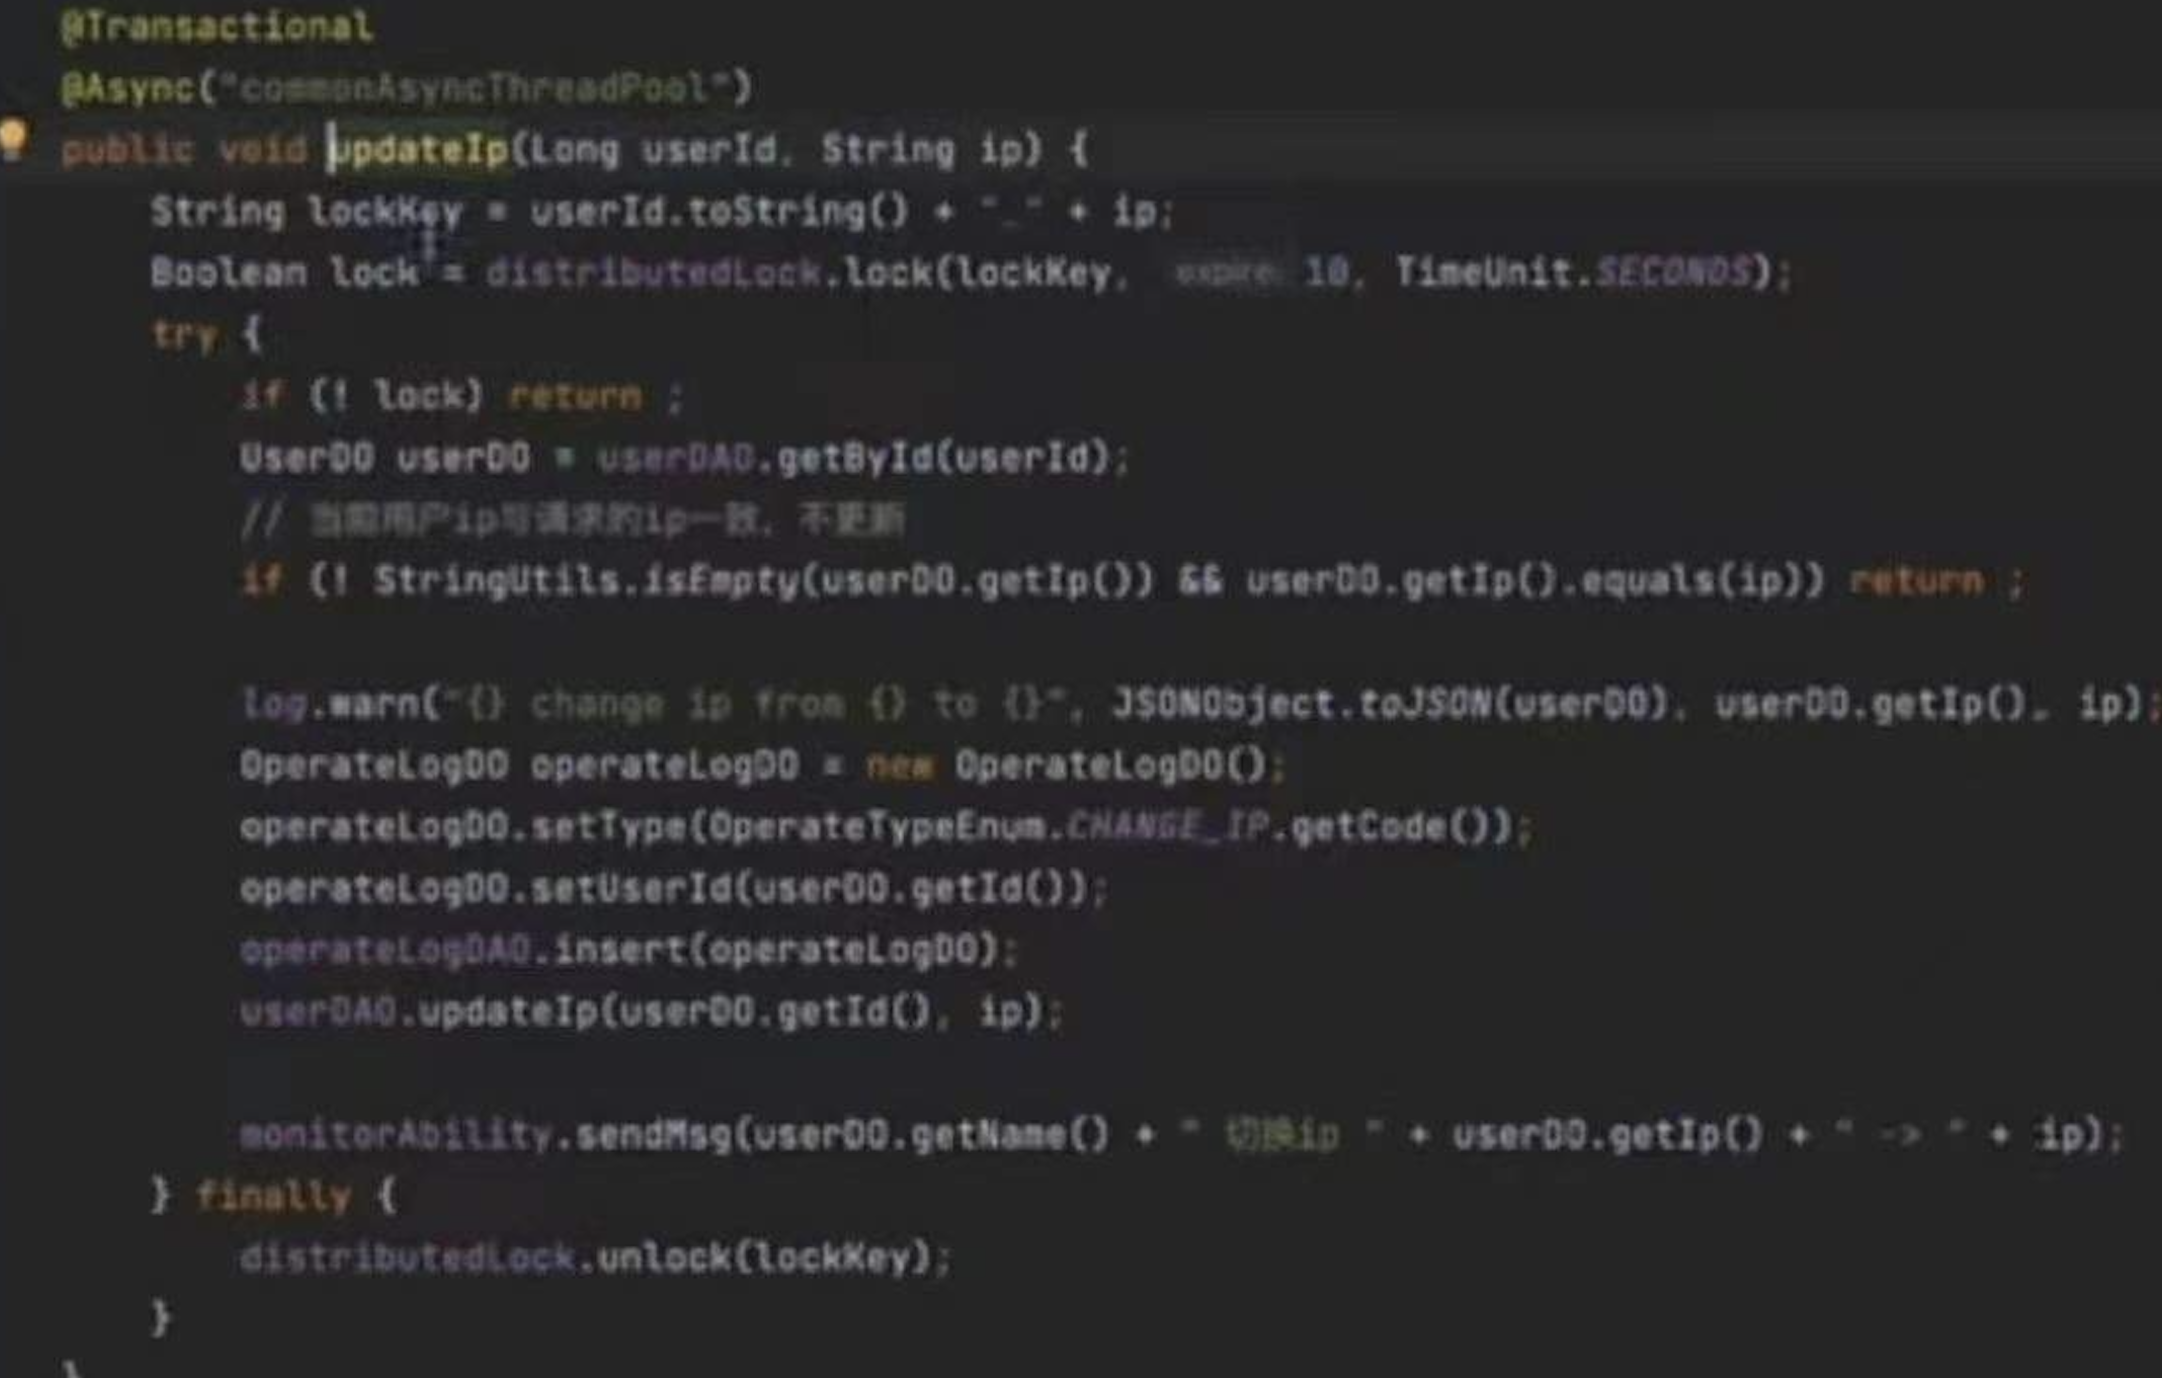 @Transactional
@Async("commonAsyncThreadPool")
public void updateIp(Long userId, String ip) {
String lockKey = userId.toString() + "_" + ip;
Boolean lock = distributedLock.lock(lockKey, expire: 10, TimeUnit.SECONDS);
try {
if (! lock) return ;
UserDO userDO = userDAO.getById(userId);
// 当前用户ip与请求的ip一致，不更新
if (! StringUtils.isEmpty(userDO.getIp()) && userDO.getIp().equals(ip)) return ;
log.warn("{} change ip from {} to {}", JSONObject.toJSON(userDO), userDO.getIp(), ip);
OperateLogDO operateLogDO = new OperateLogDO();
operateLogDO.setType(OperateTypeEnum.CHANGE_IP.getCode());
operateLogDO.setUserId(userDO.getId());
operateLogDAO.insert(operateLogDO);
userDAO.updateIp(userDO.getId(), ip);
monitorAbility.sendMsg(userDO.getName() + " 切换ip " + userDO.getIp() + " -> " + ip);
} finally {
distributedLock.unlock(lockKey);
}
}